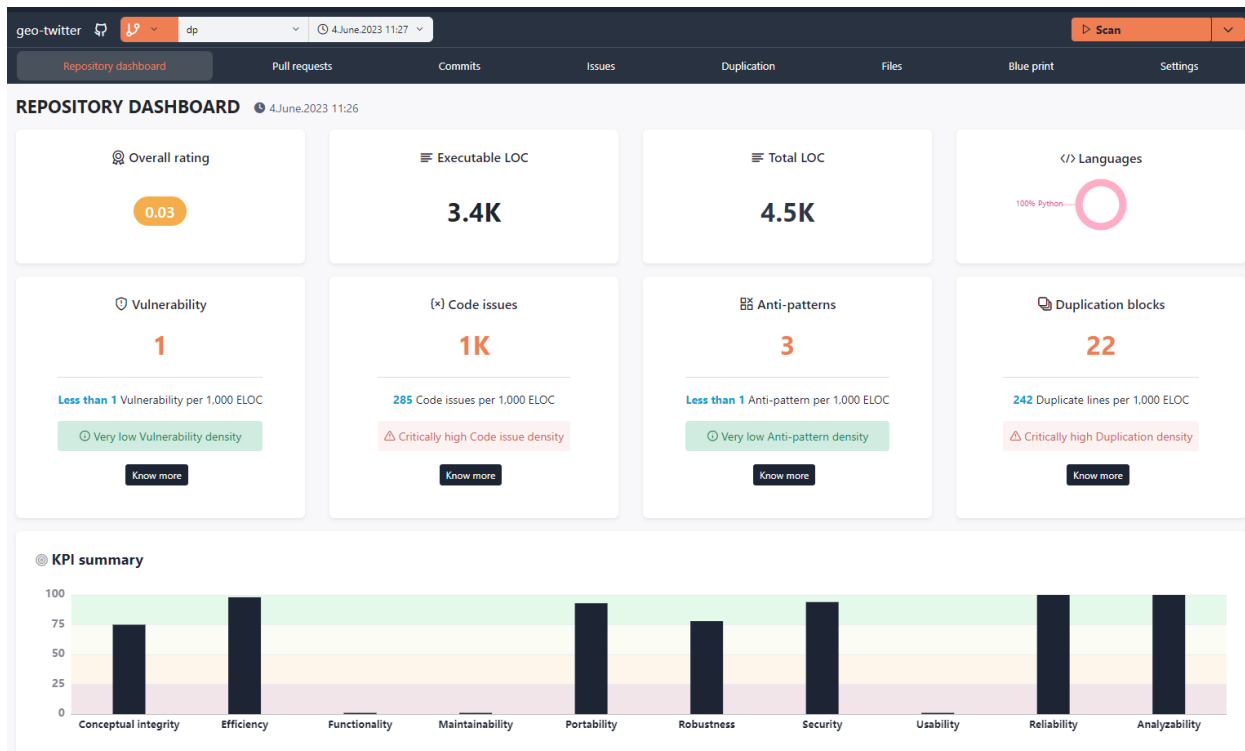 geo-twitter dp 4.June.2023 11:27 Scan
Repository dashboard Pull requests Commits Issues Duplication Files Blue print Settings
REPOSITORY DASHBOARD 4.June.2023 11:26
Overall rating
0.03
Executable LOC
3.4K
Total LOC
4.5K
</> Languages
100% Python
Vulnerability
1
Less than 1 Vulnerability per 1,000 ELOC
Very low Vulnerability density
Know more
{×} Code issues
1K
285 Code issues per 1,000 ELOC
Critically high Code issue density
Know more
Anti-patterns
3
Less than 1 Anti-pattern per 1,000 ELOC
Very low Anti-pattern density
Know more
Duplication blocks
22
242 Duplicate lines per 1,000 ELOC
Critically high Duplication density
Know more
KPI summary
100
75
50
25
0
Conceptual integrity Efficiency Functionality Maintainability Portability Robustness Security Usability Reliability Analyzability